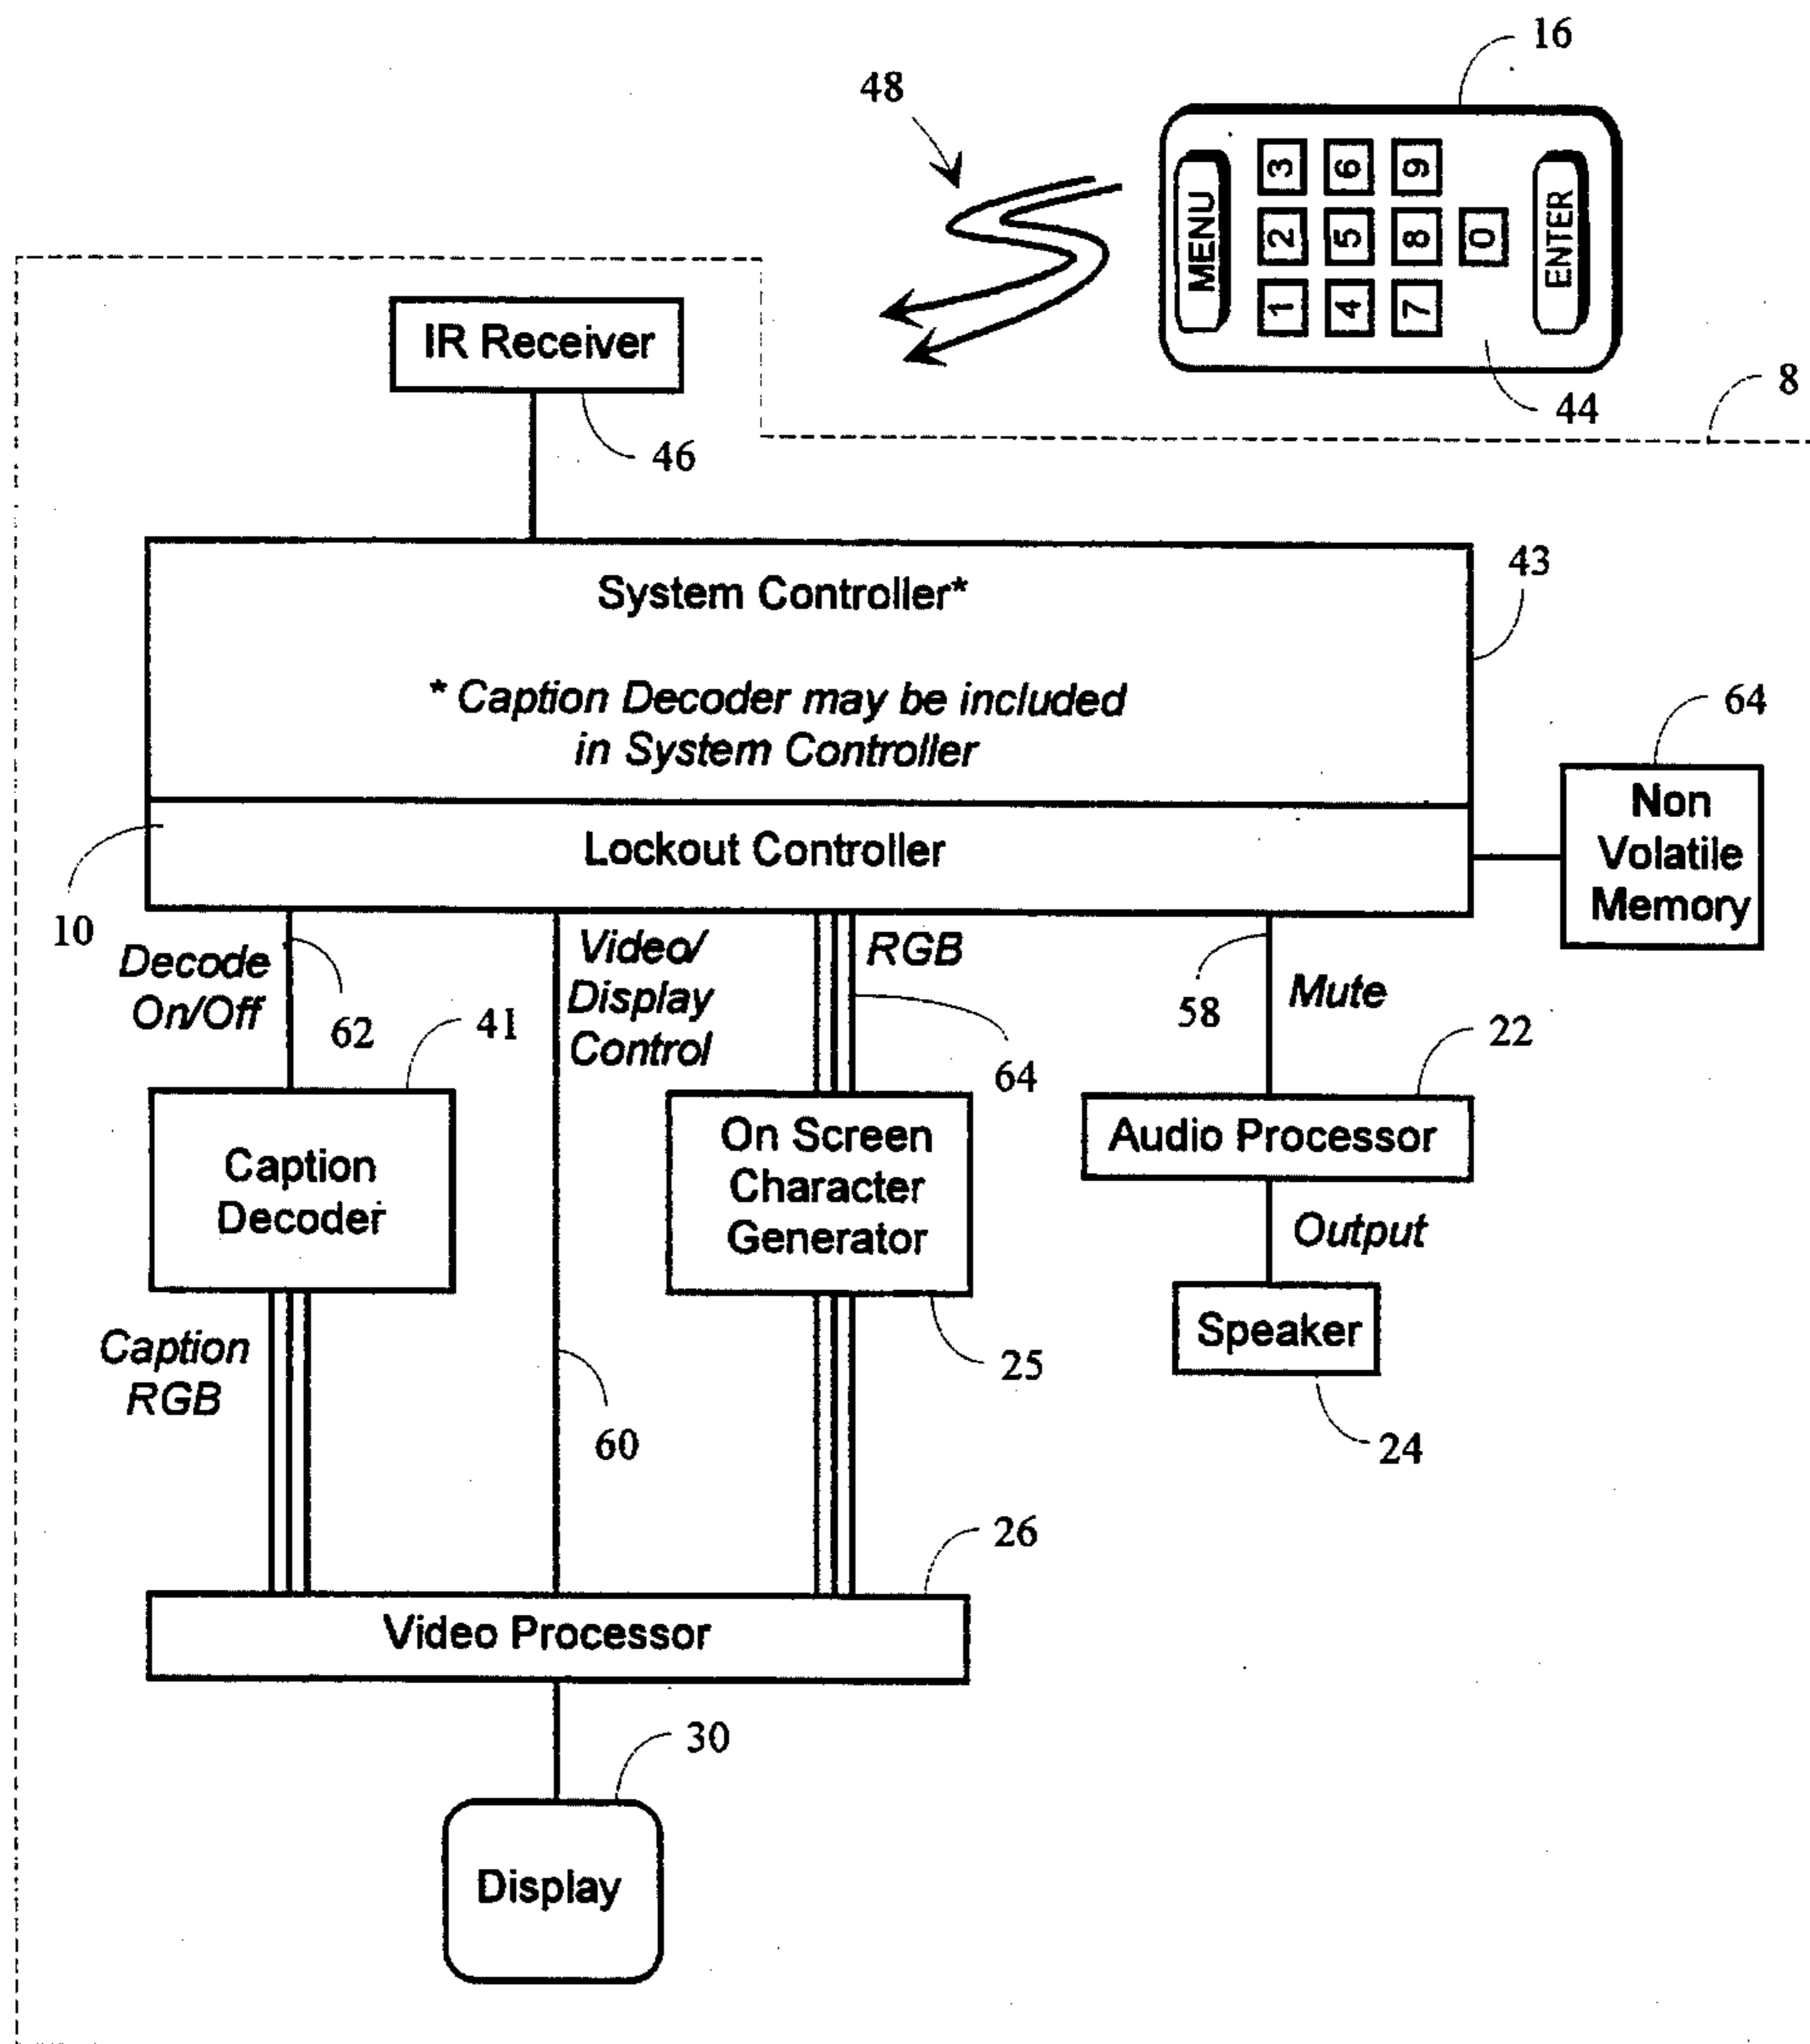 16
48
MENU
3 6 9
2 5 8 0
1 4 7
ENTER
44
8
IR Receiver
46
System Controller*
* Caption Decoder may be included
in System Controller
43
64
Non
Volatile
Memory
Lockout Controller
10
Decode
On/Off
62
Video/
Display
Control
RGB
64
58
Mute
41
22
Caption
Decoder
On Screen
Character
Generator
Audio Processor
Output
Speaker
24
25
Caption
RGB
60
26
Video Processor
30
Display